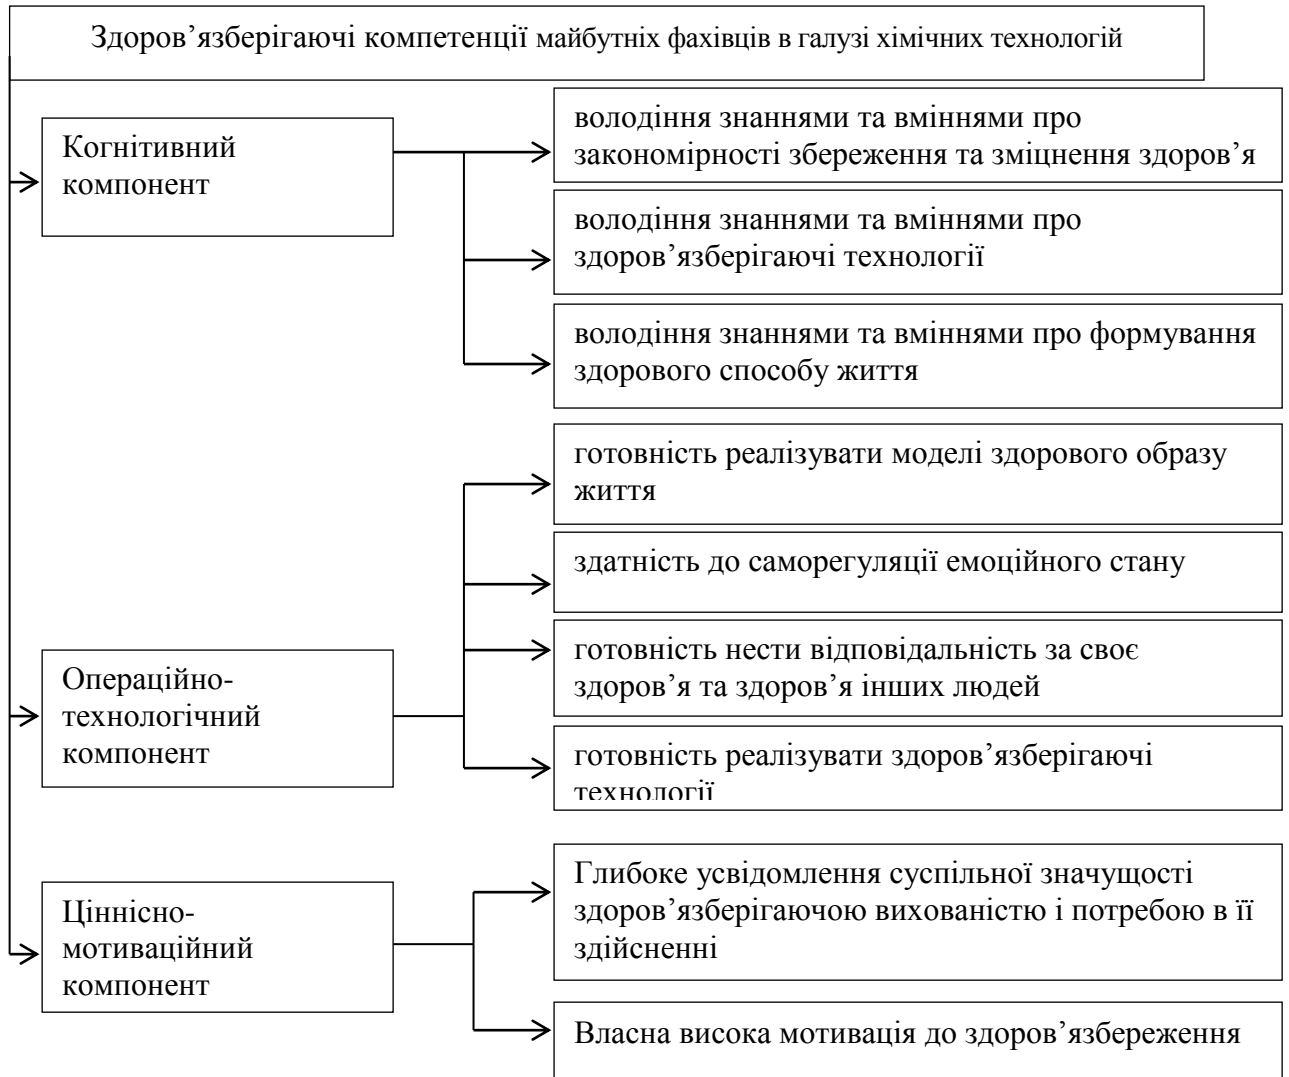 Здоров’язберігаючі компетенції майбутніх фахівців в галузі хімічних технологій
Когнітивний
компонент
володіння знаннями та вміннями про
закономірності збереження та зміцнення здоров’я
володіння знаннями та вміннями про
здоров’язберігаючі технології
володіння знаннями та вміннями про формування
здорового способу життя
Операційно-
технологічний
компонент
готовність реалізувати моделі здорового образу
життя
здатність до саморегуляції емоційного стану
готовність нести відповідальність за своє
здоров’я та здоров’я інших людей
готовність реалізувати здоров’язберігаючі
технології
Ціннісно-
мотиваційний
компонент
Глибоке усвідомлення суспільної значущості
здоров’язберігаючою вихованістю і потребою в її
здійсненні
Власна висока мотивація до здоров’язбереження